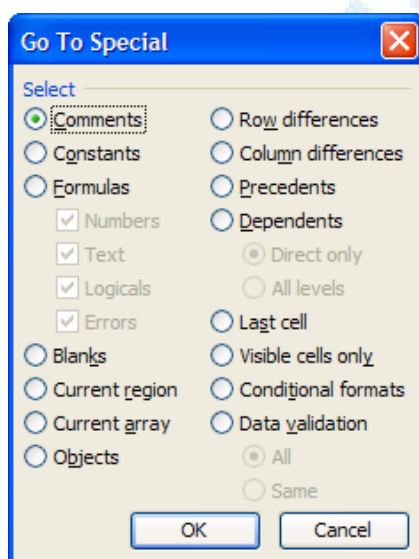 Go To Special
Select
Comments
Constants
Formulas
Numbers
Text
Logicals
Errors
Blanks
Current region
Current array
Objects
Row differences
Column differences
Precedents
Dependents
Direct only
All levels
Last cell
Visible cells only
Conditional formats
Data validation
All
Same
OK
Cancel